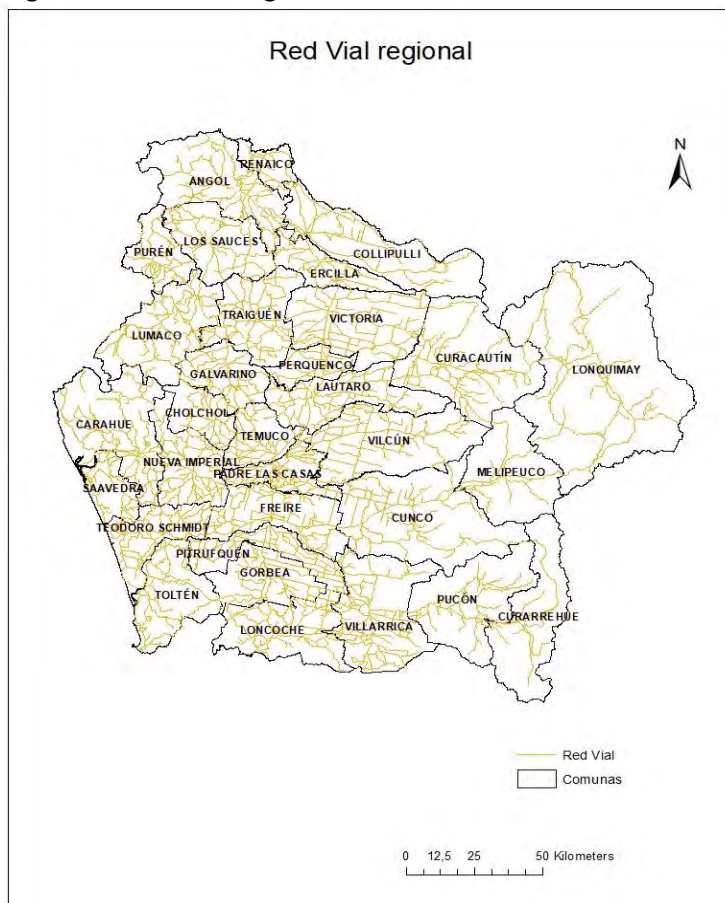 Red Vial regional
N
RENAICO
ANGOL
COLLIPULLI
LOS SAUCES
PURÉN
ERCILLA
TRAIGUÉN
VICTORIA
LUMACO
CURACAUTÍN
PERQUENCO
LONQUIMAY
GALVARINO
LAUTARO
CHOLCHOL
CARAHUE
TEMUCO
VILCÚN
NUEVA IMPERIAL
PADRE LAS CASAS
MELIPEUCO
SAAVEDRA
FREIRE
CUNCO
TEODORO SCHMIDT
PITRUFQUEN
GORBEA
TOLTÉN
PUCÓN
CURARREHUE
LONCOCHE
VILLARRICA
Red Vial
Comunas
0 12,5 25 50 Kilometers